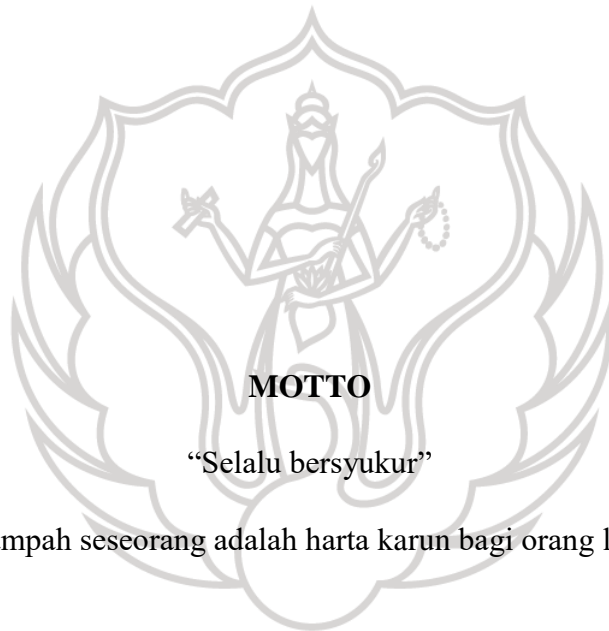 MOTTO
“Selalu bersyukur”
seseorang adalah harta karun bagi orang